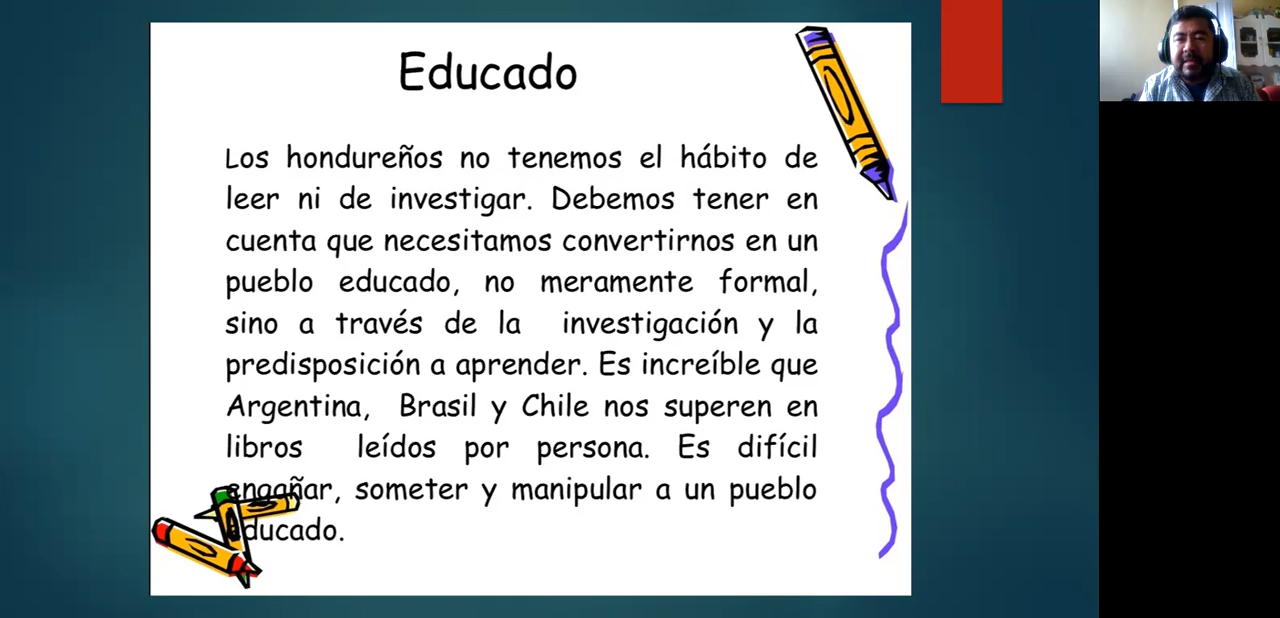 Educado
Los hondureños no tenemos el hábito de
leer ni de investigar. Debemos tener en
cuenta que necesitamos convertirnos en un
pueblo educado, no meramente formal,
sino a través de la investigación y la
predisposición a aprender. Es increíble que
Argentina, Brasil y Chile nos superen en
libros leídos por persona. Es difícil
engañar, someter y manipular a un pueblo
educado.